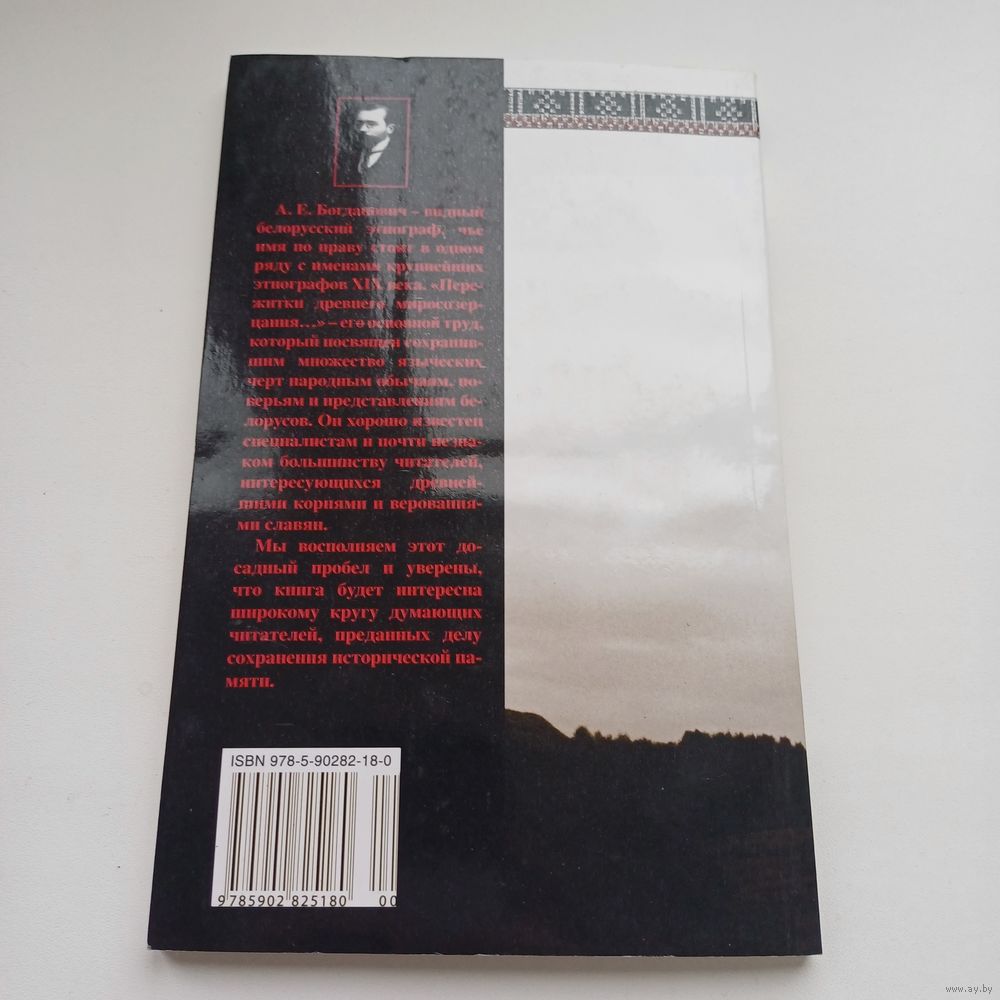 А. Е. Богданович – видный
белорусский этнограф, чье
имя по праву стоит в одном
ряду с именами крупнейших
этнографов XIX века. «Пере-
житки древнего миросозер-
цания…» – его основной труд,
который посвящен сохранив-
шим множество языческих
черт народным обычаям, по-
верьям и представлениям бе-
лорусов. Он хорошо известен
специалистам и почти незна-
ком большинству читателей,
интересующихся древней-
шими корнями и верования-
ми славян.
Мы восполняем этот до-
садный пробел и уверены,
что книга будет интересна
широкому кругу думающих
читателей, преданных делу
сохранения исторической па-
мяти.
ISBN 978-5-90282-18-0
9785902 825180 00
www.ay.by